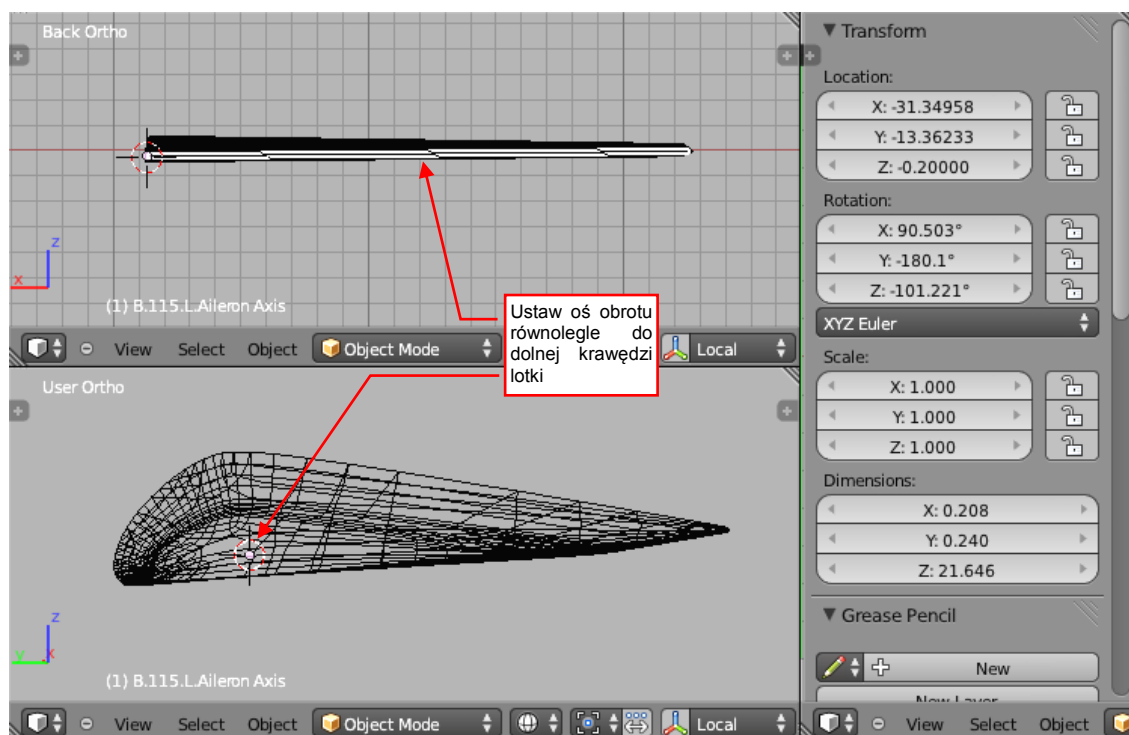 Back Ortho
z
x
(1) B.115.L.Aileron Axis
View Select Object Object Mode Local
Ustaw oś obrotu
równolegle do
dolnej krawędzi
lotki
User Ortho
z
y x
(1) B.115.L.Aileron Axis
View Select Object Object Mode Local
Transform
Location:
X: -31.34958
Y: -13.36233
Z: -0.20000
Rotation:
X: 90.503°
Y: -180.1°
Z: -101.221°
XYZ Euler
Scale:
X: 1.000
Y: 1.000
Z: 1.000
Dimensions:
X: 0.208
Y: 0.240
Z: 21.646
Grease Pencil
New
New Layer
View Select Object